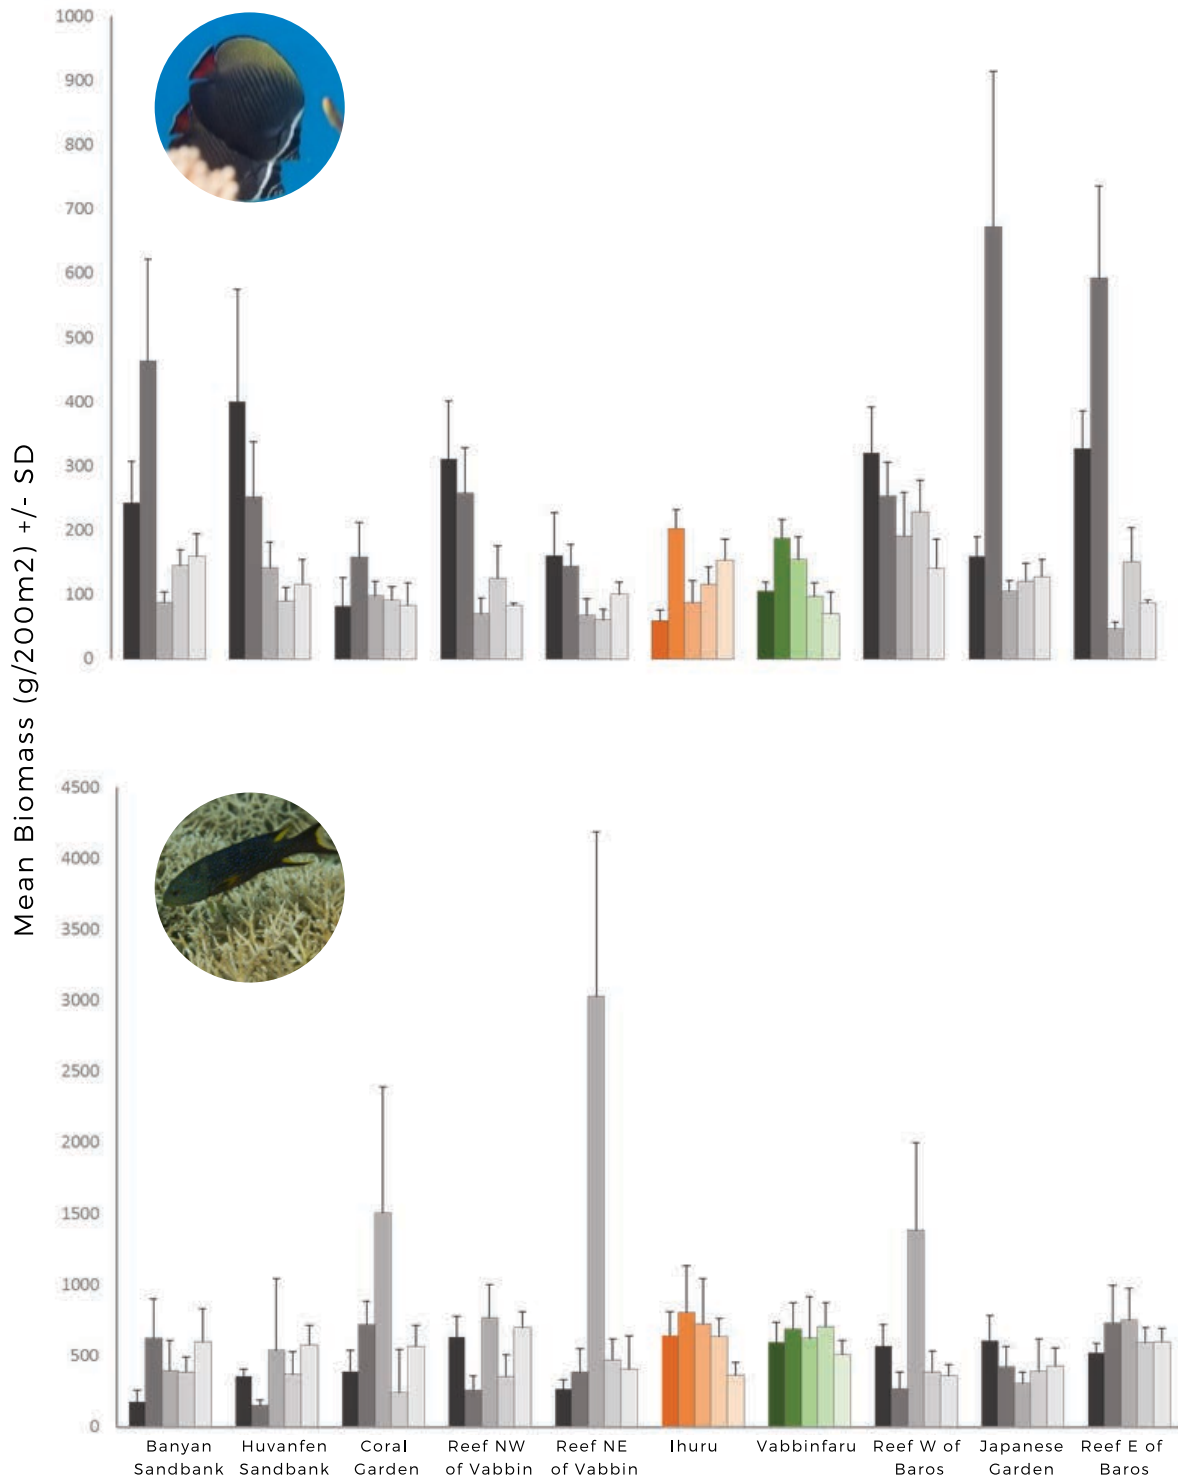 Mean Biomass (g/200m2) +/- SD
1000
900
800
700
600
500
400
300
200
100
0
4500
4000
3500
3000
2500
2000
1500
1000
500
0
Banyan Sandbank
Huvanfen Sandbank
Coral Garden
Reef NW of Vabbin
Reef NE of Vabbin
Ihuru
Vabbinfaru
Reef W of Baros
Japanese Garden
Reef E of Baros